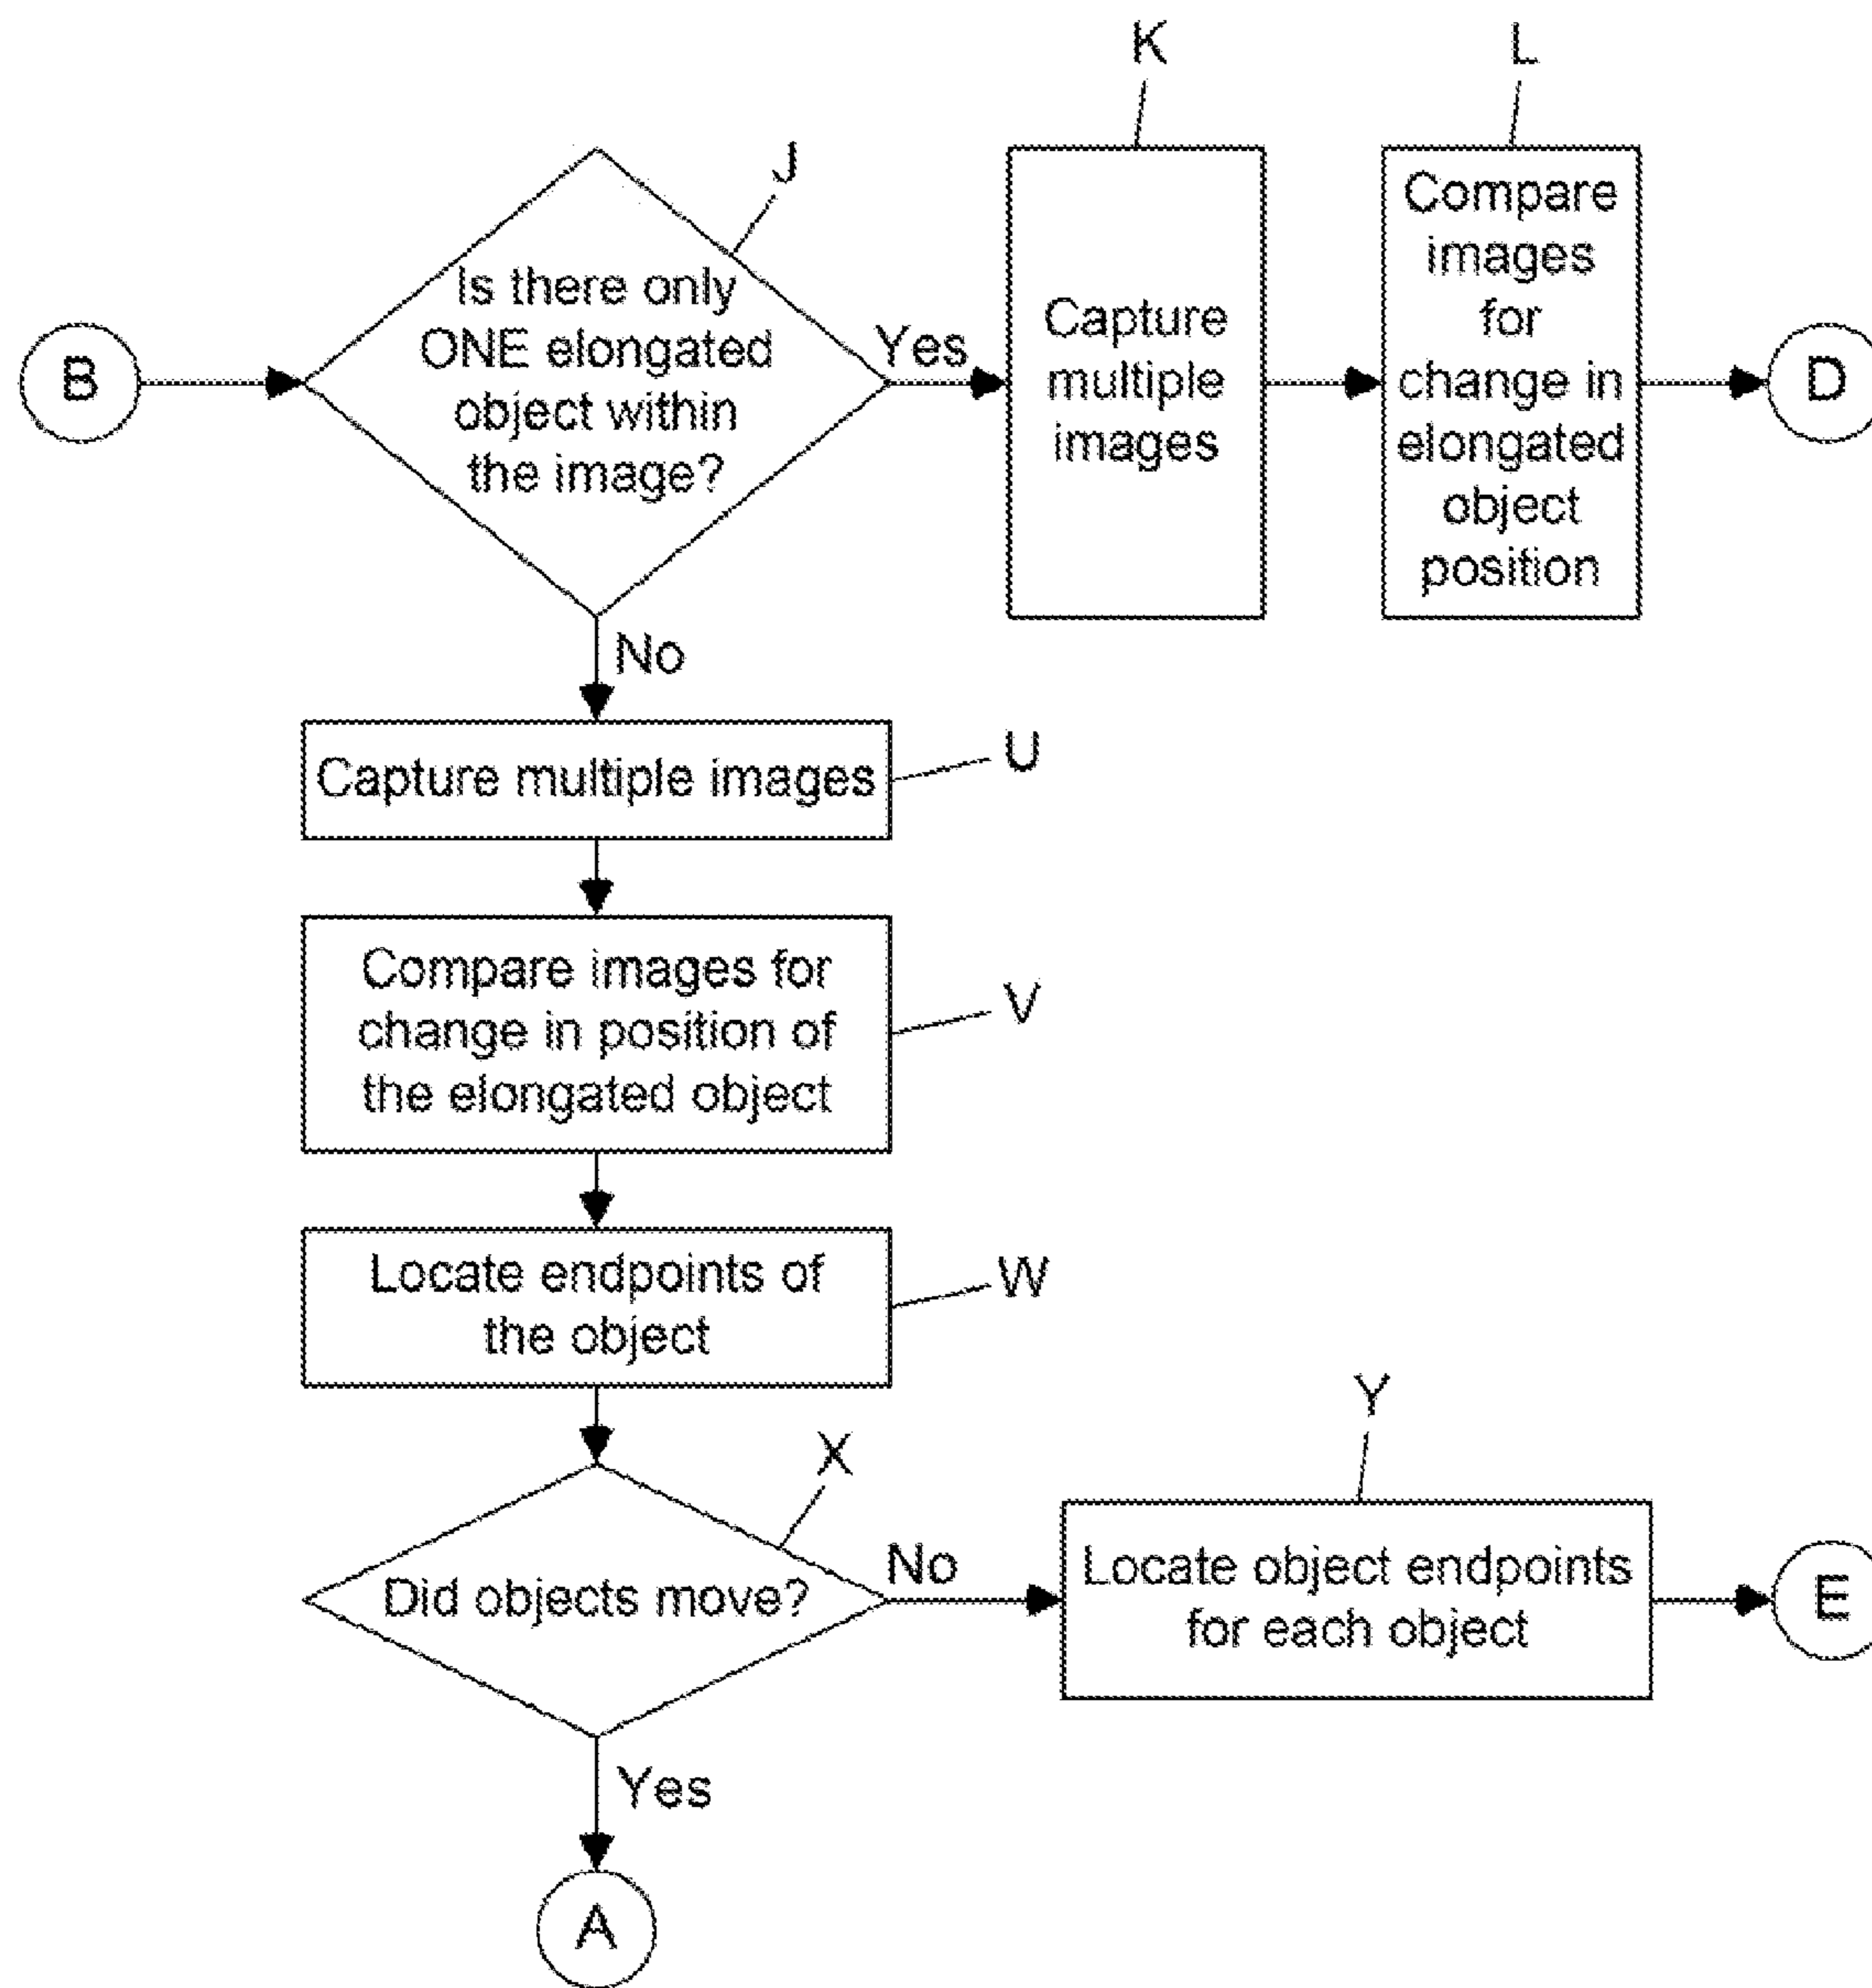 K
L
J
B
Is there only
ONE elongated
object within
the image?
Yes
Capture
multiple
images
Compare
images
for
change in
elongated
object
position
D
No
Capture multiple images
U
Compare images for
change in position of
the elongated object
V
Locate endpoints of
the object
W
X
Did objects move?
No
Y
Locate object endpoints
for each object
E
Yes
A